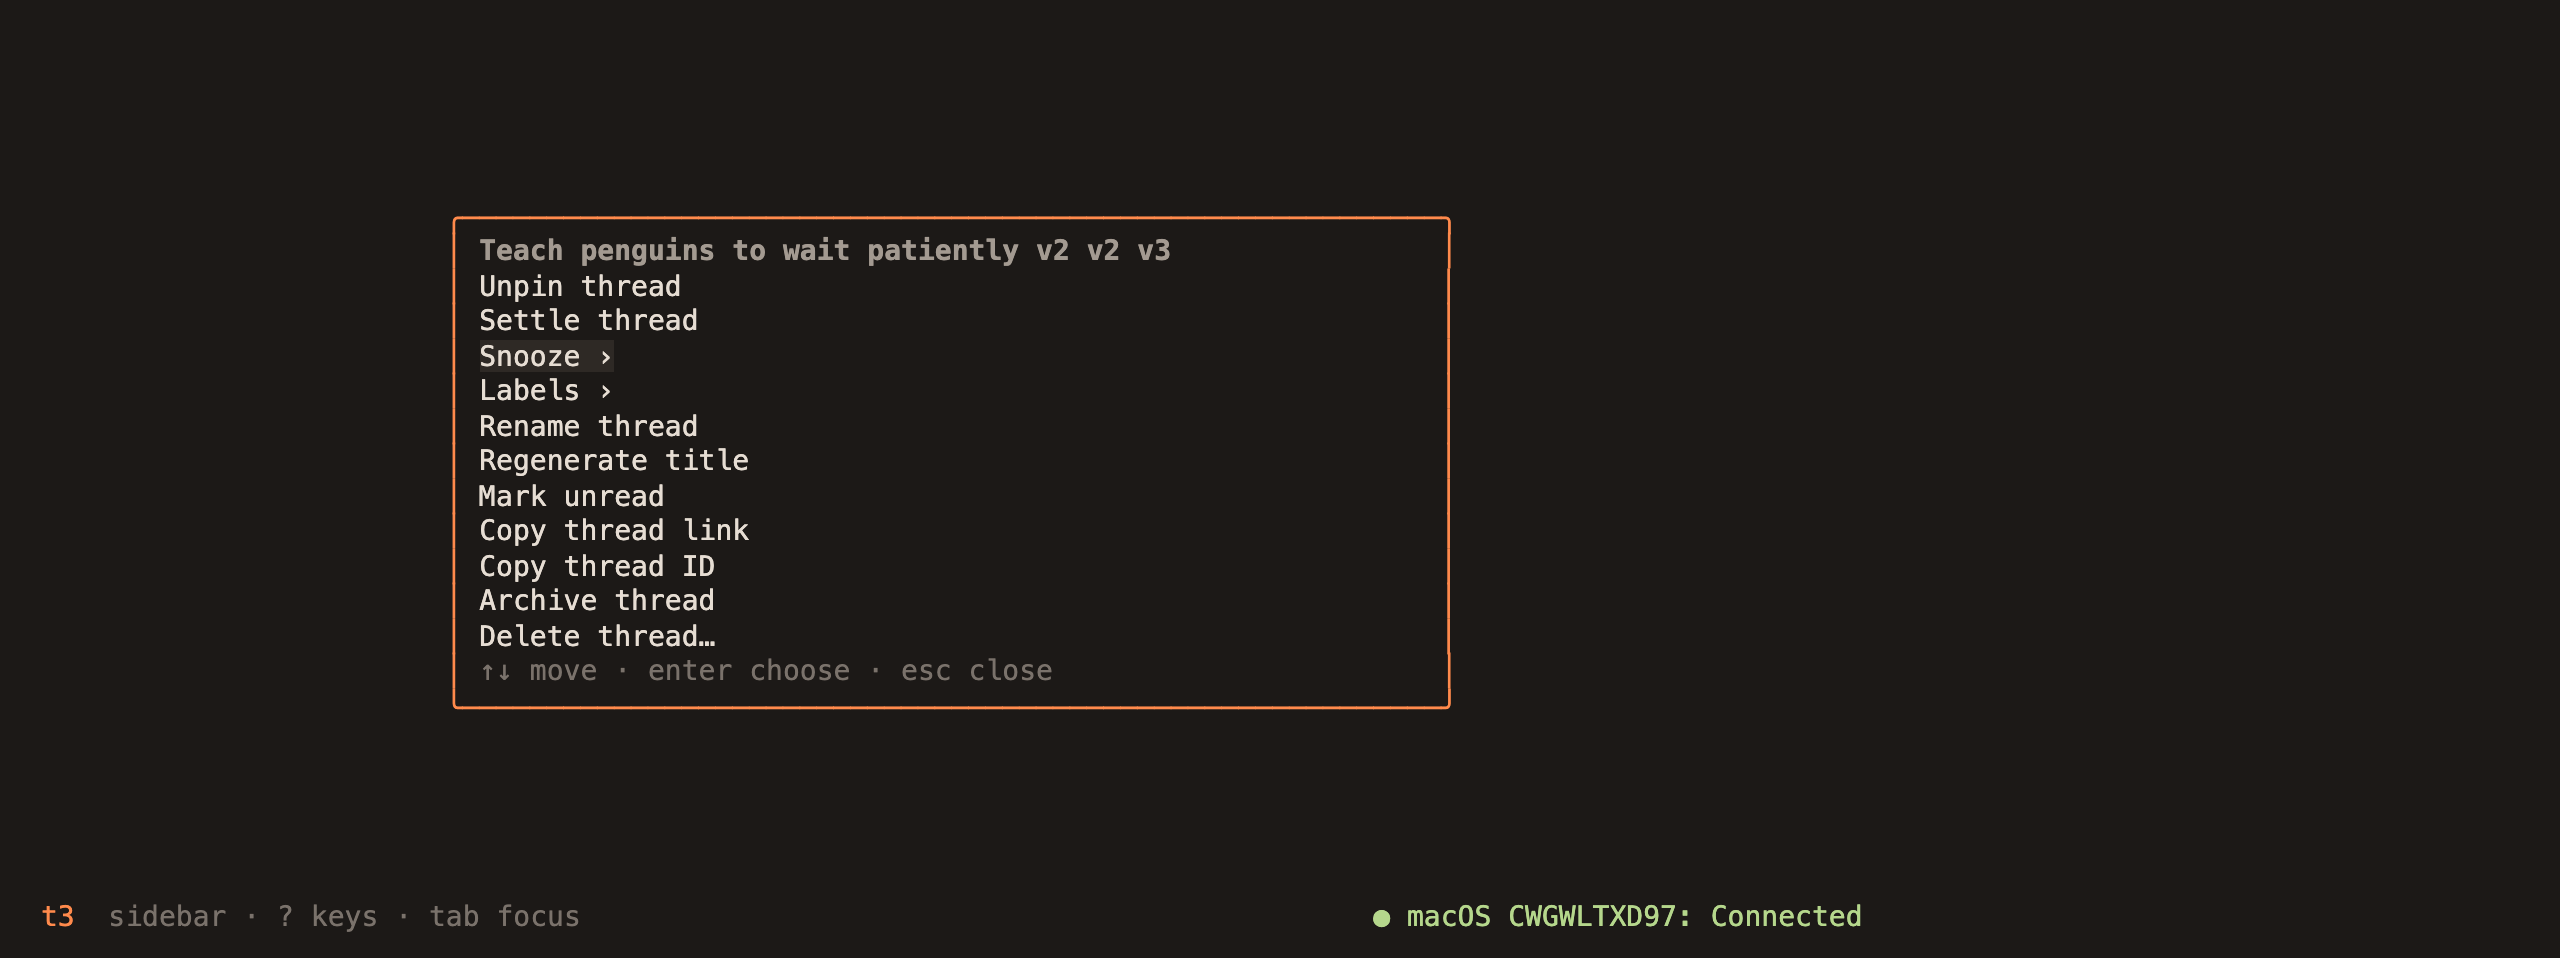 Teach penguins to wait patiently v2 v2 v3
Unpin thread
Settle thread
Snooze ›
Labels ›
Rename thread
Regenerate title
Mark unread
Copy thread link
Copy thread ID
Archive thread
Delete thread…
↑↓ move · enter choose · esc close
t3 sidebar · ? keys · tab focus ● macOS CWGWLTXD97: Connected